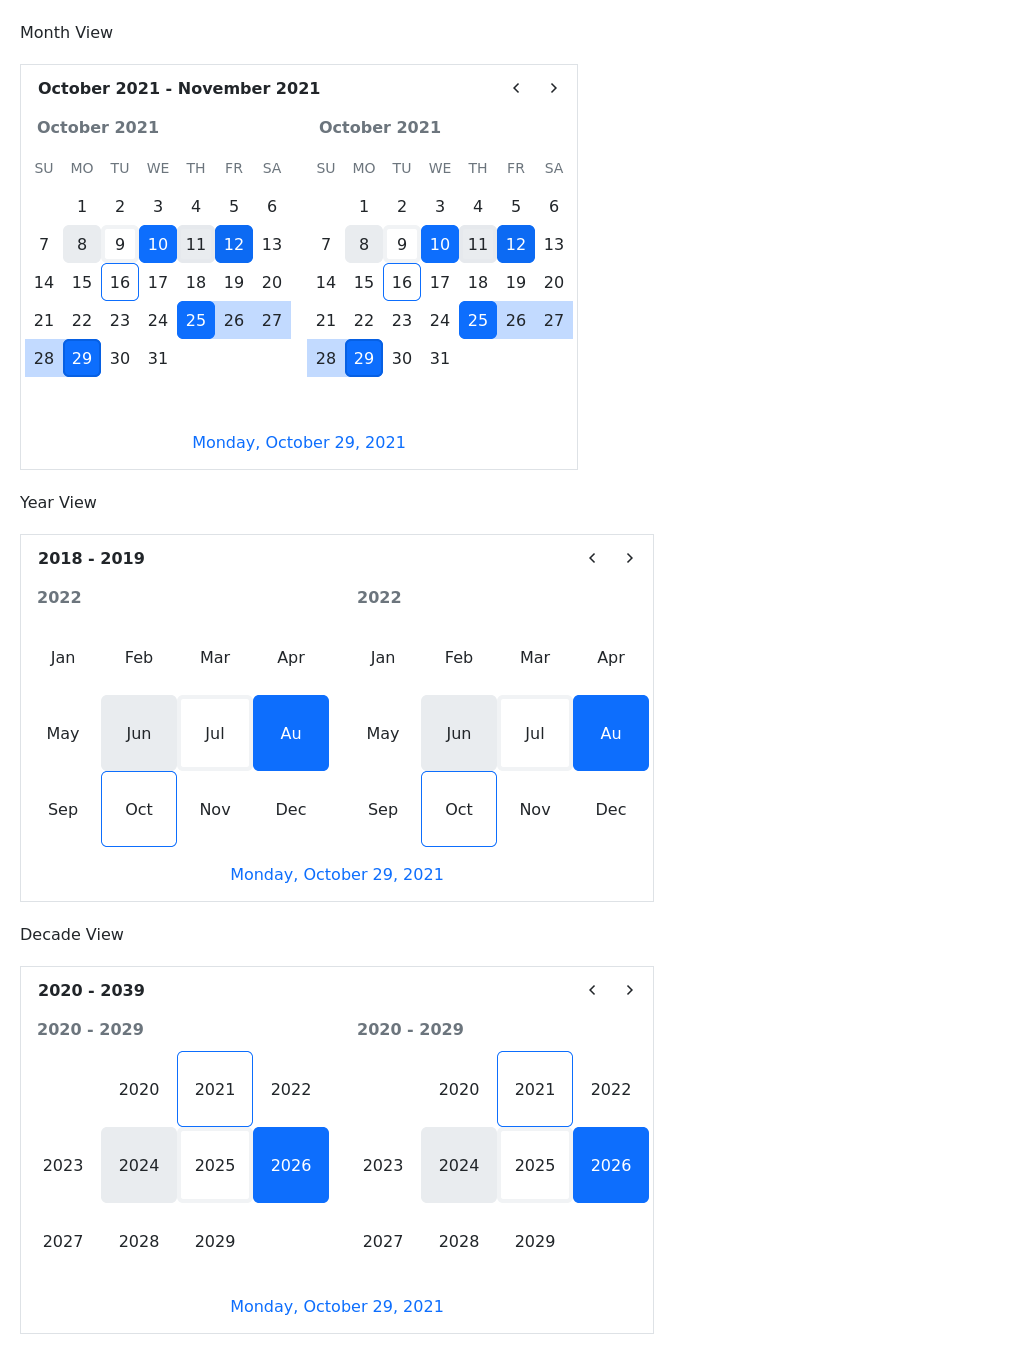 Month View
October 2021 - November 2021
October 2021 October 2021
SU MO TU WE TH FR SA SU MO TU WE TH FR SA
1 2 3 4 5 6 1 2 3 4 5 6
7 8 9 10 11 12 13 7 8 9 10 11 12 13
14 15 16 17 18 19 20 14 15 16 17 18 19 20
21 22 23 24 25 26 27 21 22 23 24 25 26 27
28 29 30 31 28 29 30 31
Monday, October 29, 2021
Year View
2018 - 2019
2022 2022
Jan Feb Mar Apr Jan Feb Mar Apr
May Jun Jul Au May Jun Jul Au
Sep Oct Nov Dec Sep Oct Nov Dec
Monday, October 29, 2021
Decade View
2020 - 2039
2020 - 2029 2020 - 2029
2020 2021 2022 2020 2021 2022
2023 2024 2025 2026 2023 2024 2025 2026
2027 2028 2029 2027 2028 2029
Monday, October 29, 2021